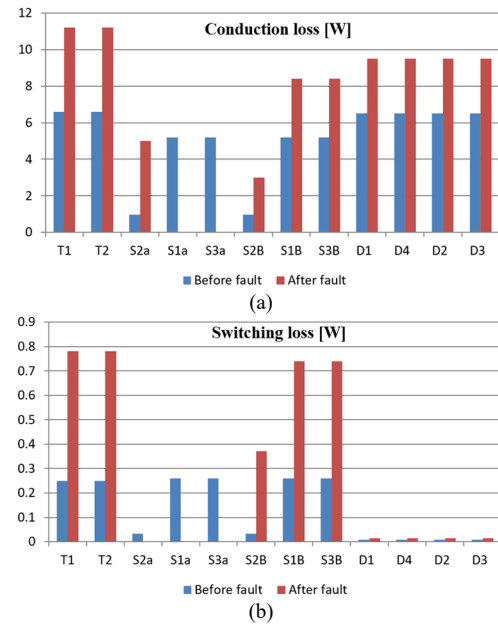 12
Conduction loss [W]
10
8
6
4
2
0
T1 T2 S2a S1a S3a S2B S1B S3B D1 D4 D2 D3
Before fault After fault
(a)
0.9
Switching loss [W]
0.8
0.7
0.6
0.5
0.4
0.3
0.2
0.1
0
T1 T2 S2a S1a S3a S2B S1B S3B D1 D4 D2 D3
Before fault After fault
(b)